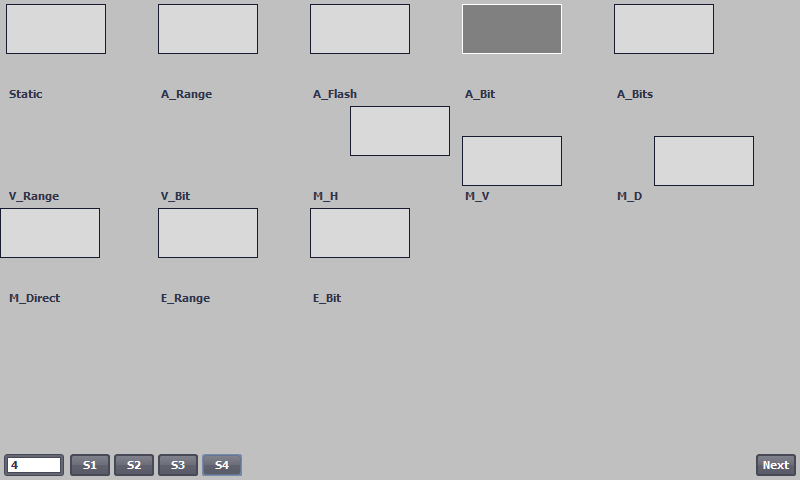 Static A_Range A_Flash A_Bit A_Bits
V_Range V_Bit M_H M_V M_D
M_Direct E_Range E_Bit
4 S1 S2 S3 S4 Next